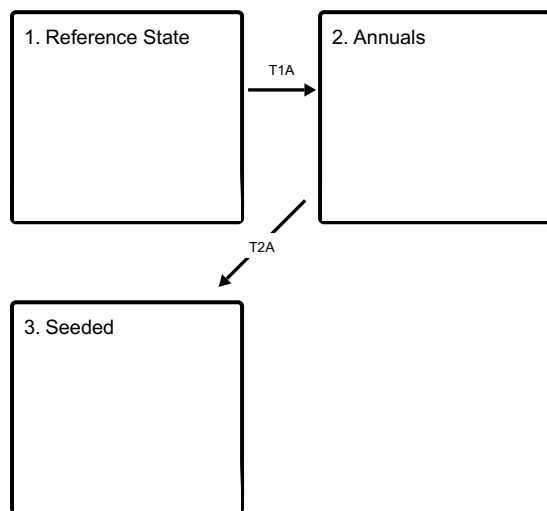 1. Reference State
T1A
2. Annuals
T2A
3. Seeded